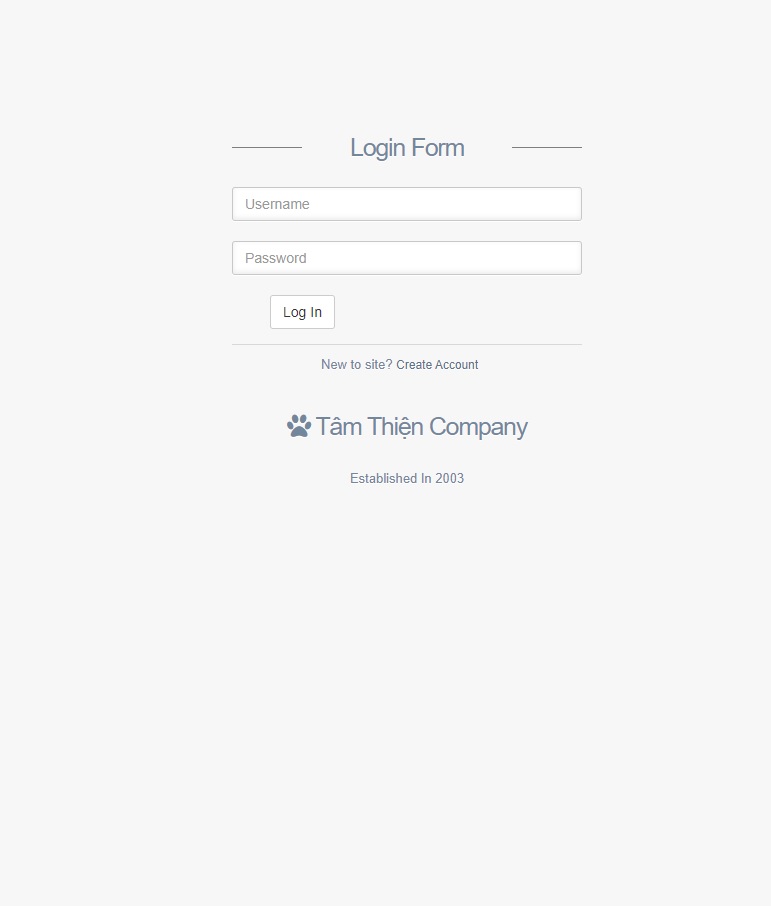 Login Form
Username
Password
Log In
New to site? Create Account
Tâm Thiện Company
Established In 2003